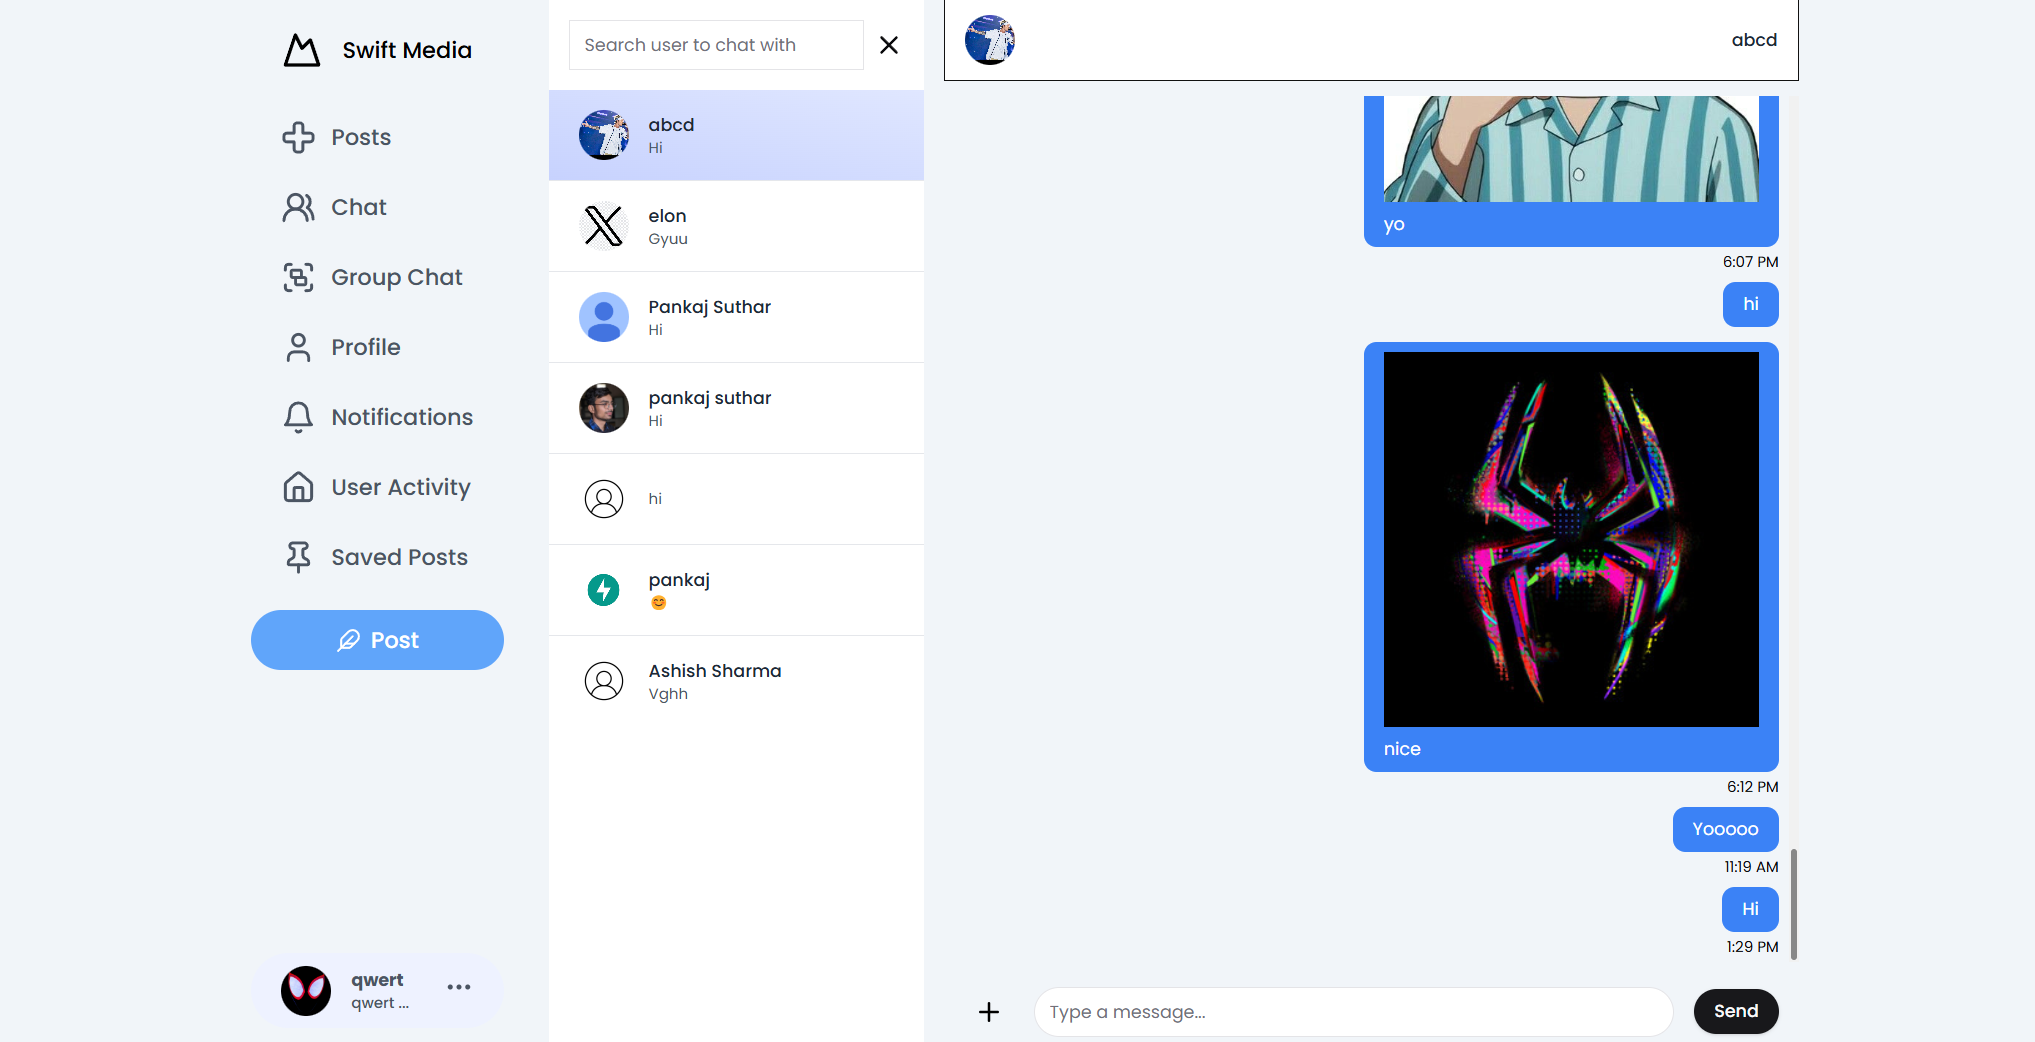 Swift Media
Posts
Chat
Group Chat
Profile
Notifications
User Activity
Saved Posts
Post
qwert
qwert ...
Search user to chat with
abcd
Hi
elon
Gyuu
Pankaj Suthar
Hi
pankaj suthar
Hi
hi
pankaj
😊
Ashish Sharma
Vghh
abcd
yo
6:07 PM
hi
nice
6:12 PM
Yooooo
11:19 AM
Hi
1:29 PM
Type a message...
Send